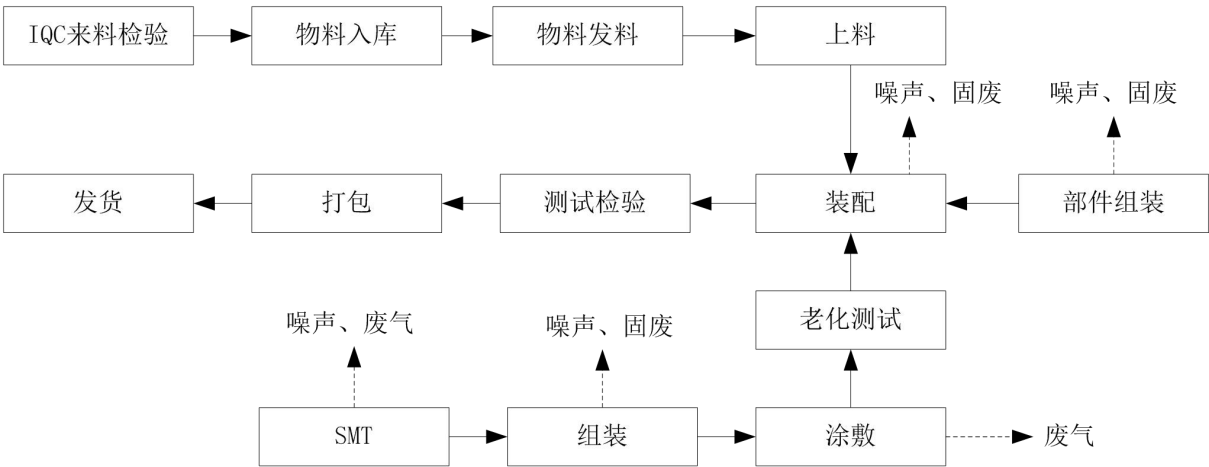 IQC来料检验
物料入库
物料发料
上料
噪声、固废
噪声、固废
发货
打包
测试检验
装配
部件组装
老化测试
噪声、废气
噪声、固废
SMT
组装
涂敷
废气